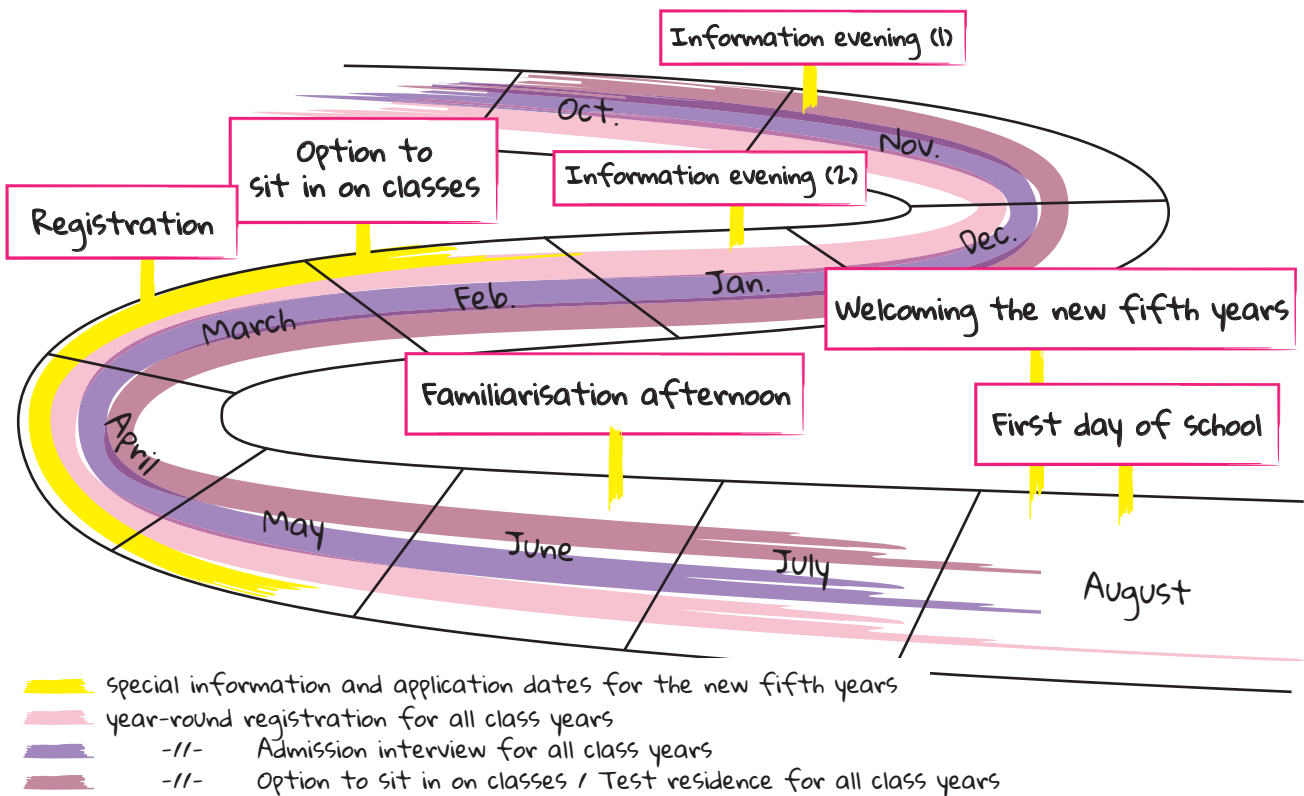 Information evening (1)
Oct.
Nov.
Option to
sit in on classes
Information evening (2)
Registration
Dec.
Jan.
Feb.
March
Welcoming the new fifth years
Familiarisation afternoon
First day of school
April
May
June
July
August
special information and application dates for the new fifth years
year-round registration for all class years
-//- Admission interview for all class years
-//- Option to sit in on classes / Test residence for all class years